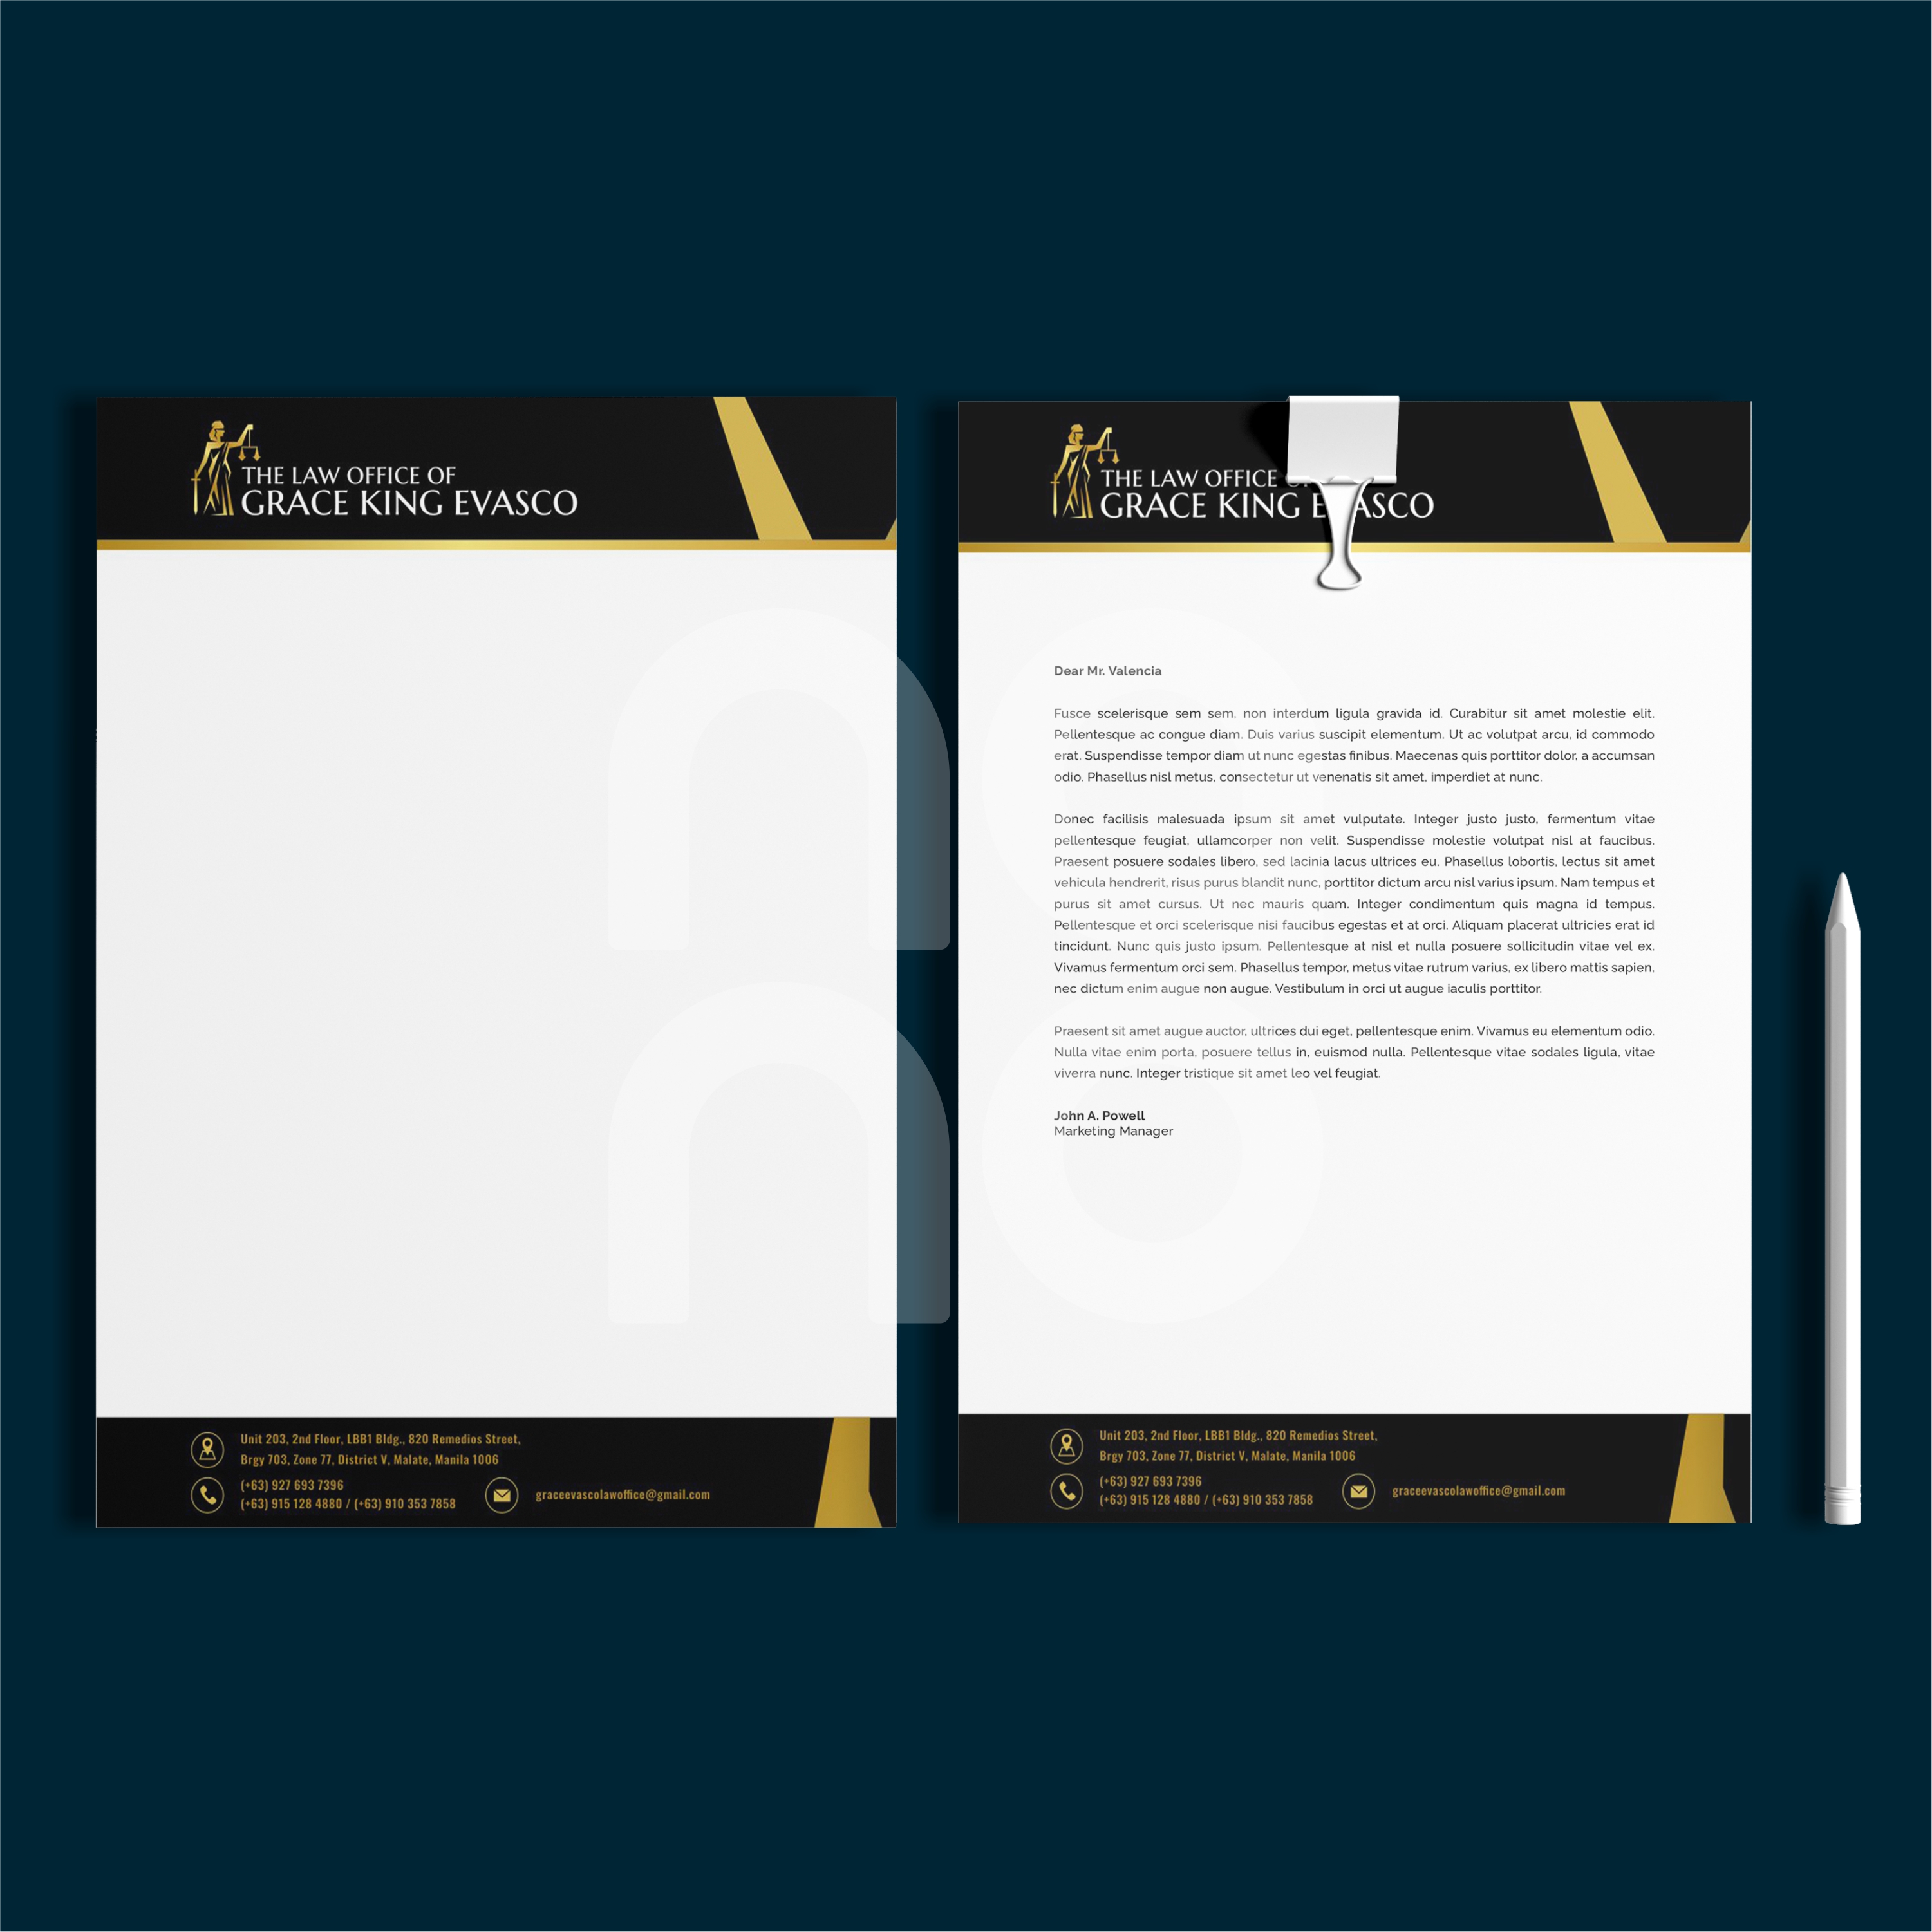 THE LAW OFFICE OF
GRACE KING EVASCO
Unit 203, 2nd Floor, LBB1 Bldg., 820 Remedios Street,
Brgy 703, Zone 77, District V, Malate, Manila 1006
(+63) 927 693 7396
(+63) 915 128 4880 / (+63) 910 353 7858
graceevascolawoffice@gmail.com
THE LAW OFFICE
GRACE KING EVASCO
Dear Mr. Valencia
Fusce scelerisque sem sem, non interdum ligula gravida id. Curabitur sit amet molestie elit.
Pellentesque ac congue diam. Duis varius suscipit elementum. Ut ac volutpat arcu, id commodo
erat. Suspendisse tempor diam ut nunc egestas finibus. Maecenas quis porttitor dolor, a accumsan
odio. Phasellus nisl metus, consectetur ut venenatis sit amet, imperdiet at nunc.
Donec facilisis malesuada ipsum sit amet vulputate. Integer justo justo, fermentum vitae
pellentesque feugiat, ullamcorper non velit. Suspendisse molestie volutpat nisl at faucibus.
Praesent posuere sodales libero, sed lacinia lacus ultrices eu. Phasellus lobortis, lectus sit amet
vehicula hendrerit, risus purus blandit nunc, porttitor dictum arcu nisl varius ipsum. Nam tempus et
purus sit amet cursus. Ut nec mauris quam. Integer condimentum quis magna id tempus.
Pellentesque et orci scelerisque nisi faucibus egestas et at orci. Aliquam placerat ultricies erat id
tincidunt. Nunc quis justo ipsum. Pellentesque at nisl et nulla posuere sollicitudin vitae vel ex.
Vivamus fermentum orci sem. Phasellus tempor, metus vitae rutrum varius, ex libero mattis sapien,
nec dictum enim augue non augue. Vestibulum in orci ut augue iaculis porttitor.
Praesent sit amet augue auctor, ultrices dui eget, pellentesque enim. Vivamus eu elementum odio.
Nulla vitae enim porta, posuere tellus in, euismod nulla. Pellentesque vitae sodales ligula, vitae
viverra nunc. Integer tristique sit amet leo vel feugiat.
John A. Powell
Marketing Manager
Unit 203, 2nd Floor, LBB1 Bldg., 820 Remedios Street,
Brgy 703, Zone 77, District V, Malate, Manila 1006
(+63) 927 693 7396
(+63) 915 128 4880 / (+63) 910 353 7858
graceevascolawoffice@gmail.com